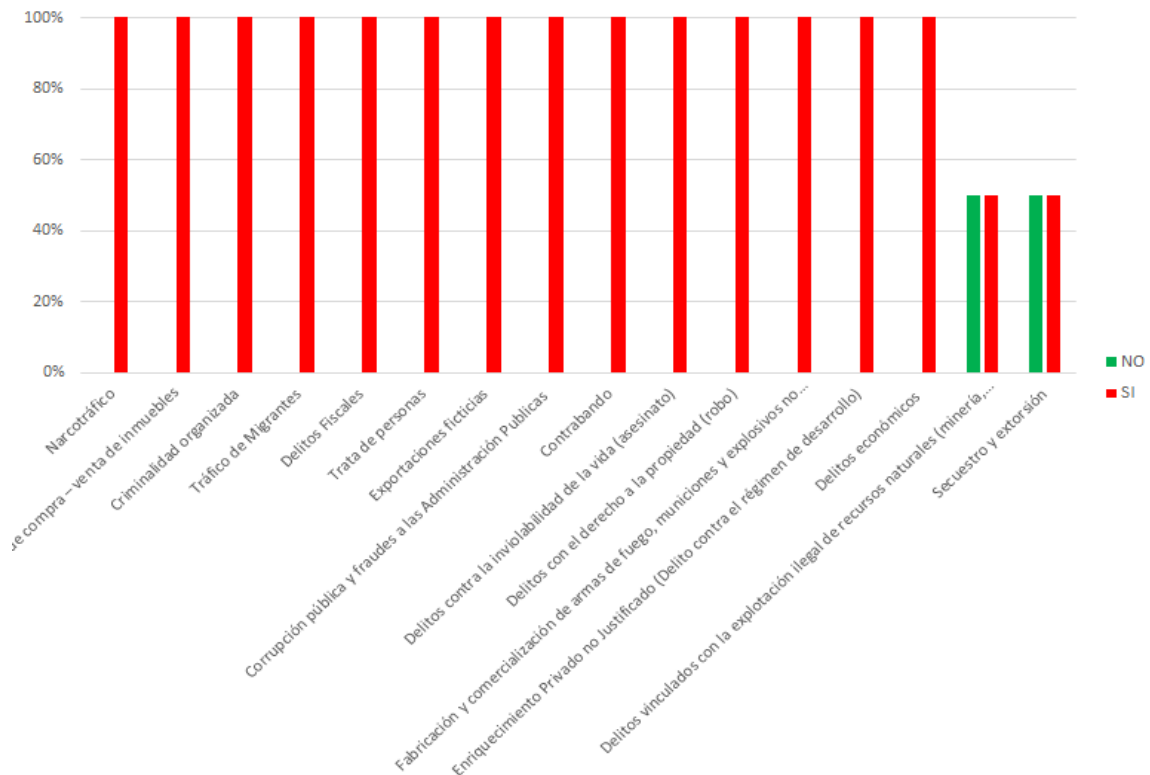 100%
80%
60%
40%
20%
0%
NO
SI
Narcotráfico
de compra – venta de inmuebles
Criminalidad organizada
Tráfico de Migrantes
Delitos Fiscales
Trata de personas
Exportaciones ficticias
Corrupción pública y fraudes a las Administración Publicas
Contrabando
Delitos contra la inviolabilidad de la vida (asesinato)
Delitos con el derecho a la propiedad (robo)
Fabricación y comercialización de armas de fuego, municiones y explosivos no...
Enriquecimiento Privado no Justificado (Delito contra el régimen de desarrollo)
Delitos económicos
Delitos vinculados con la explotación ilegal de recursos naturales (minería,...
Secuestro y extorsión